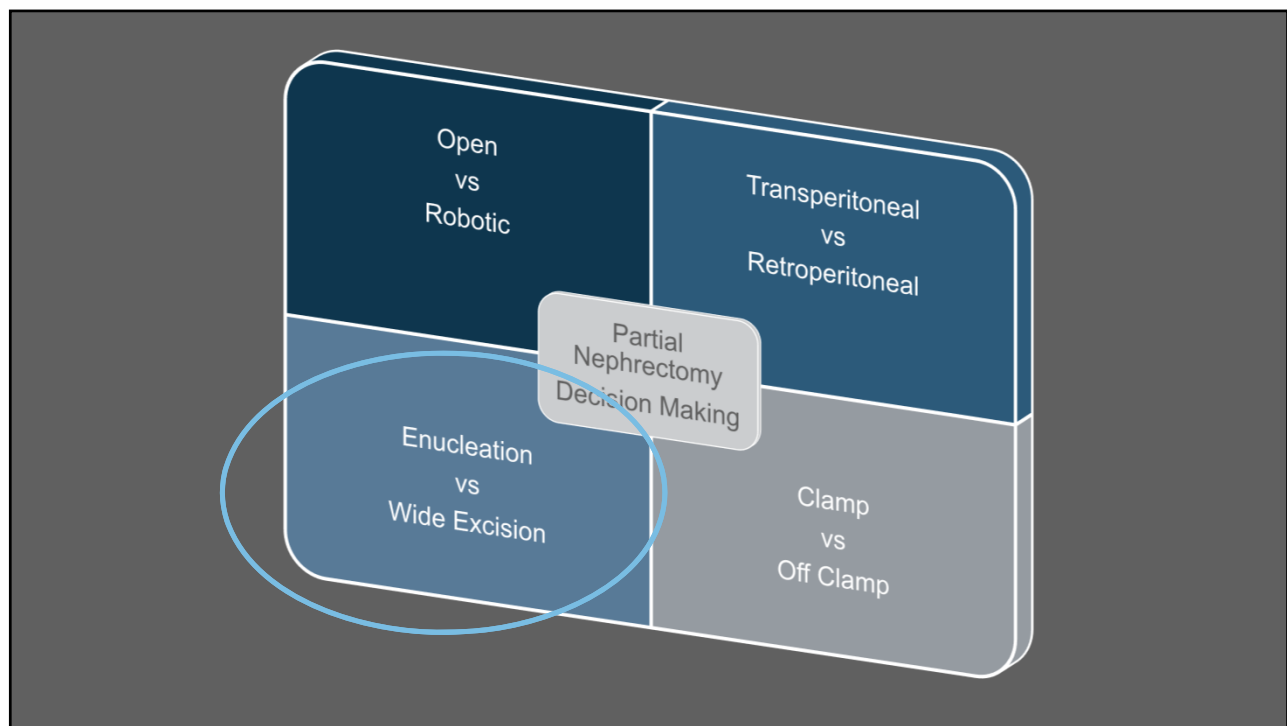 Open
vs
Robotic
Transperitoneal
vs
Retroperitoneal
Partial
Nephrectomy
Decision Making
Enucleation
vs
Wide Excision
Clamp
vs
Off Clamp